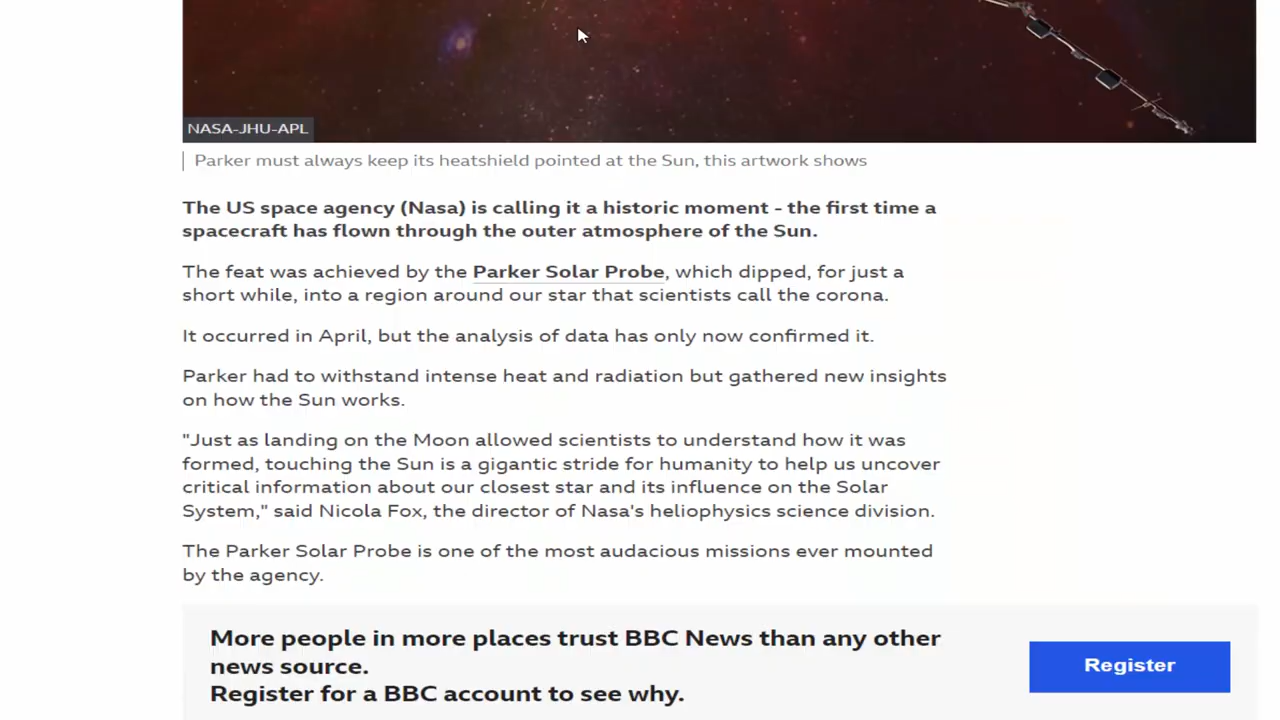 NASA-JHU-APL
Parker must always keep its heatshield pointed at the Sun, this artwork shows
The US space agency (Nasa) is calling it a historic moment - the first time a
spacecraft has flown through the outer atmosphere of the Sun.
The feat was achieved by the Parker Solar Probe, which dipped, for just a
short while, into a region around our star that scientists call the corona.
It occurred in April, but the analysis of data has only now confirmed it.
Parker had to withstand intense heat and radiation but gathered new insights
on how the Sun works.
"Just as landing on the Moon allowed scientists to understand how it was
formed, touching the Sun is a gigantic stride for humanity to help us uncover
critical information about our closest star and its influence on the Solar
System," said Nicola Fox, the director of Nasa's heliophysics science division.
The Parker Solar Probe is one of the most audacious missions ever mounted
by the agency.
More people in more places trust BBC News than any other
news source.
Register for a BBC account to see why.
Register